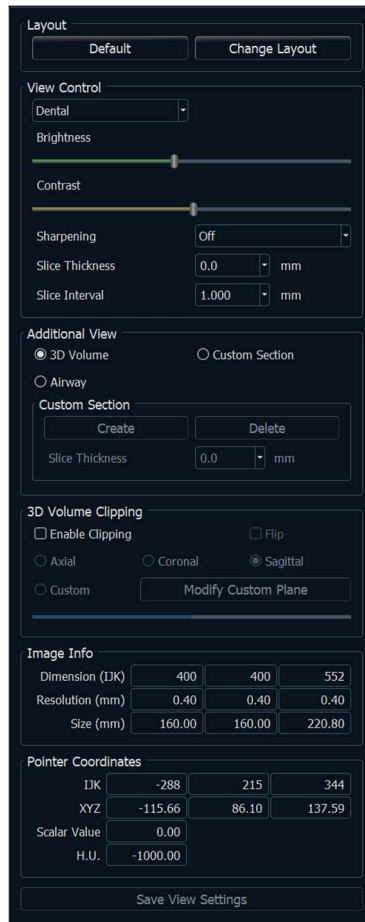 Layout
Default Change Layout
View Control
Dental
Brightness
Contrast
Sharpening Off
Slice Thickness 0.0 mm
Slice Interval 1.000 mm
Additional View
3D Volume Custom Section
Airway
Custom Section
Create Delete
Slice Thickness 0.0 mm
3D Volume Clipping
Enable Clipping Flip
Axial Coronal Sagittal
Custom Modify Custom Plane
Image Info
Dimension (IJK) 400 400 552
Resolution (mm) 0.40 0.40 0.40
Size (mm) 160.00 160.00 220.80
Pointer Coordinates
IJK -288 215 344
XYZ -115.66 86.10 137.59
Scalar Value 0.00
H.U. -1000.00
Save View Settings